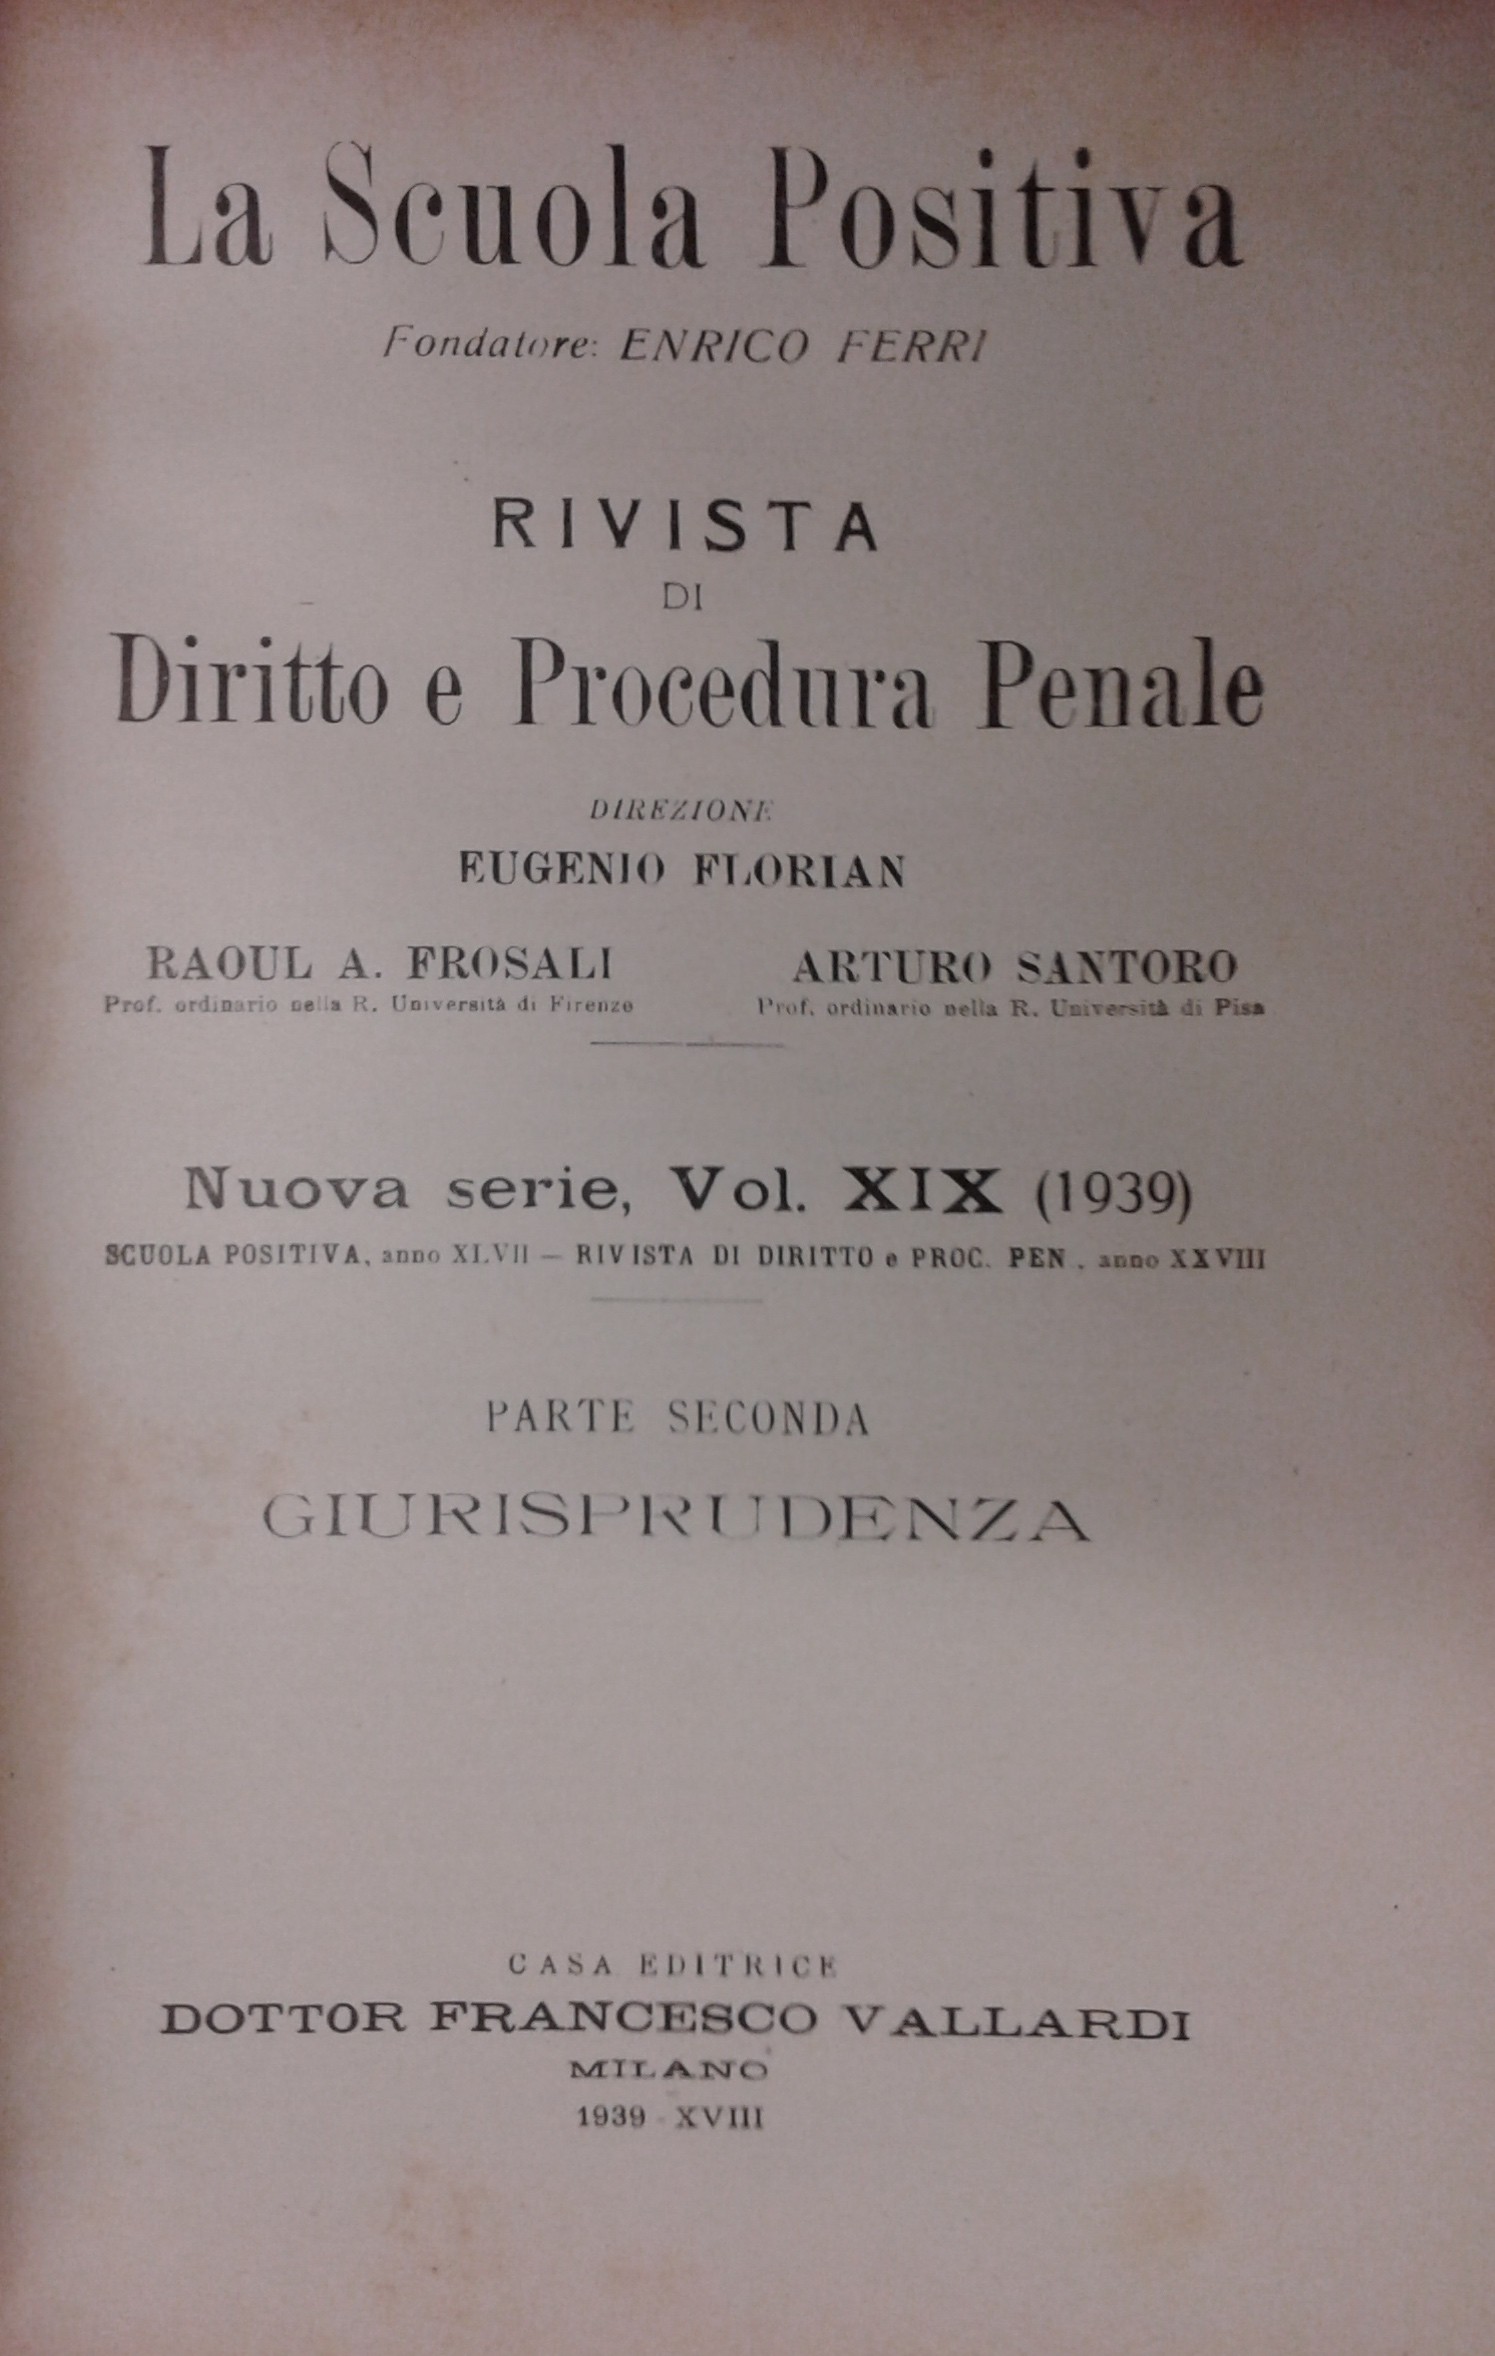 La Scuola Positiva
Fondatore: ENRICO FERRI
RIVISTA
DI
Diritto e Procedura Penale
DIREZIONE
EUGENIO FLORIAN
RAOUL A. FROSALI
Prof. ordinario nella R. Università di Firenze
ARTURO SANTORO
Prof. ordinario nella R. Università di Pisa
Nuova serie, Vol. XIX (1939)
SCUOLA POSITIVA, anno XLVII — RIVISTA DI DIRITTO e PROC. PEN. anno XXVIII
PARTE SECONDA
GIURISPRUDENZA
CASA EDITRICE
DOTTOR FRANCESCO VALLARDI
MILANO
1939 - XVIII